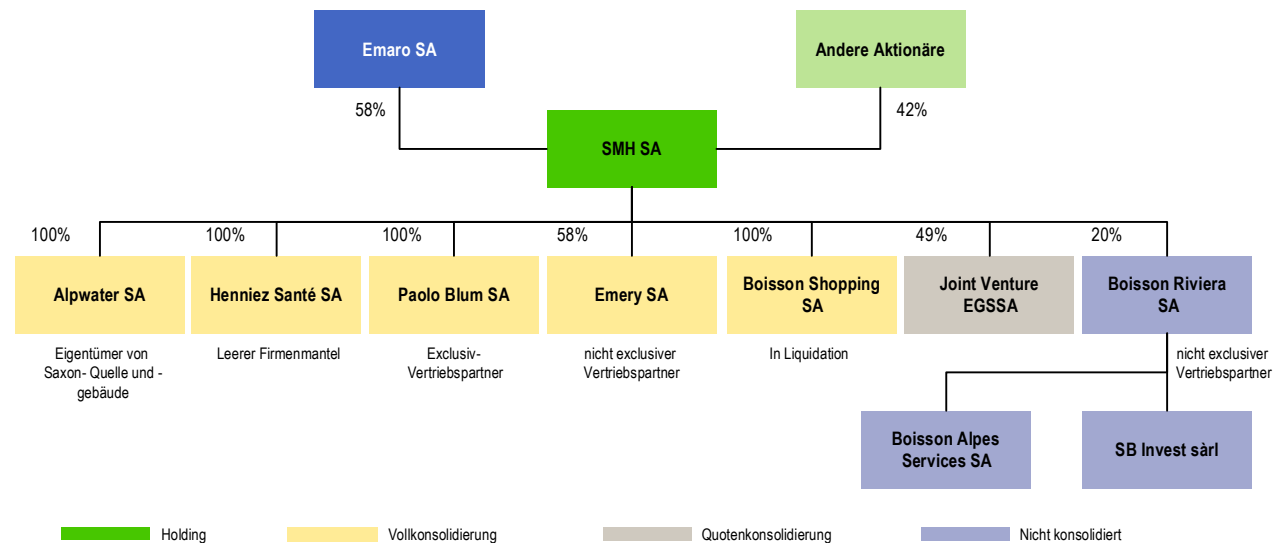 Emaro SA
Andere Aktionäre
58%
42%
SMH SA
100%
100%
100%
58%
100%
49%
20%
Alpwater SA
Henniez Santé SA
Paolo Blum SA
Emery SA
Boisson Shopping
SA
Joint Venture
EGSSA
Boisson Riviera
SA
Eigentümer von
Saxon- Quelle und -
gebäude
Leerer Firmenmantel
Exclusiv-
Vertriebspartner
nicht exclusiver
Vertriebspartner
In Liquidation
nicht exclusiver
Vertriebspartner
Boisson Alpes
Services SA
SB Invest sàrl
Holding
Vollkonsolidierung
Quotenkonsolidierung
Nicht konsolidiert